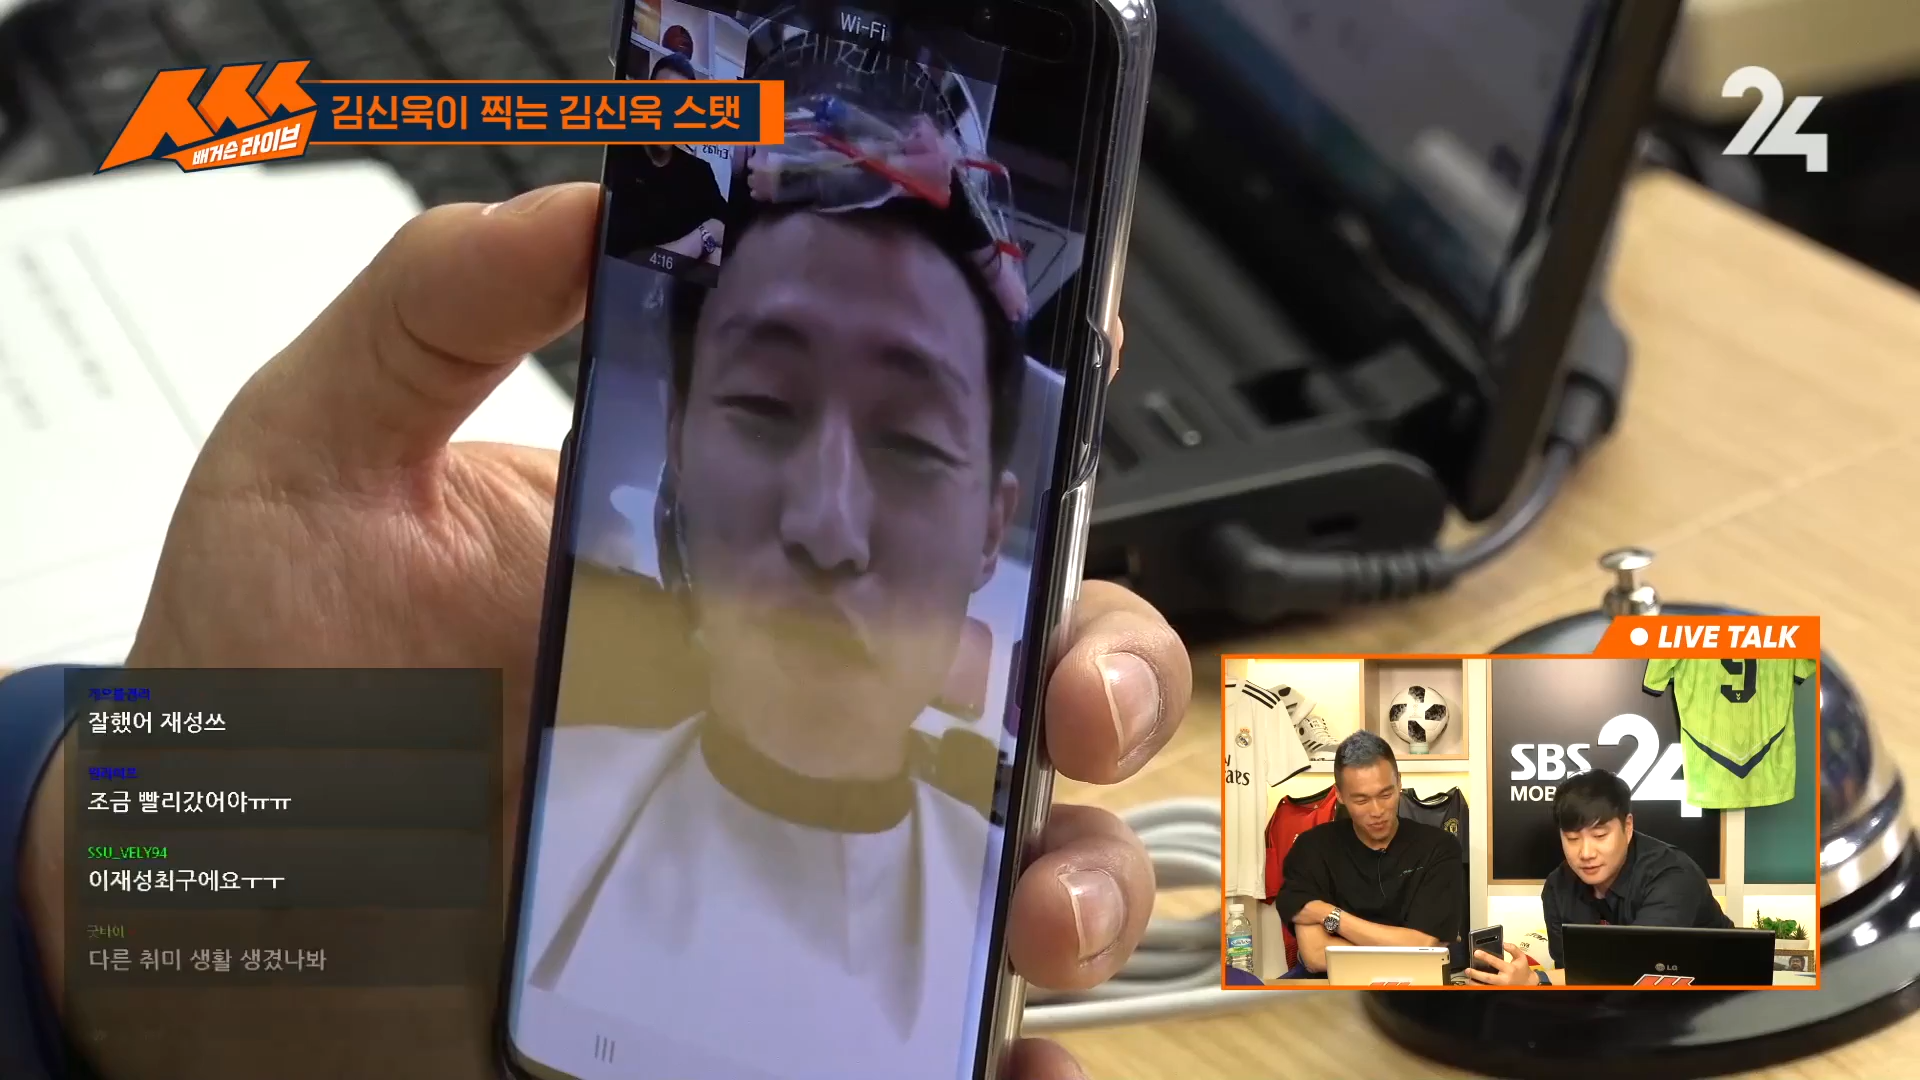 Wi-Fi
배거슨 라이브
김신욱이 찍는 김신욱 스탯
24
4:16
잘했어 재성쓰
조금 빨리갔어야ㅠㅠ
SSU_VELY94
이재성최구에요ㅜㅜ
굿타이
다른 취미 생활 생겼나봐
LIVE TALK
9
SBS 24
LG